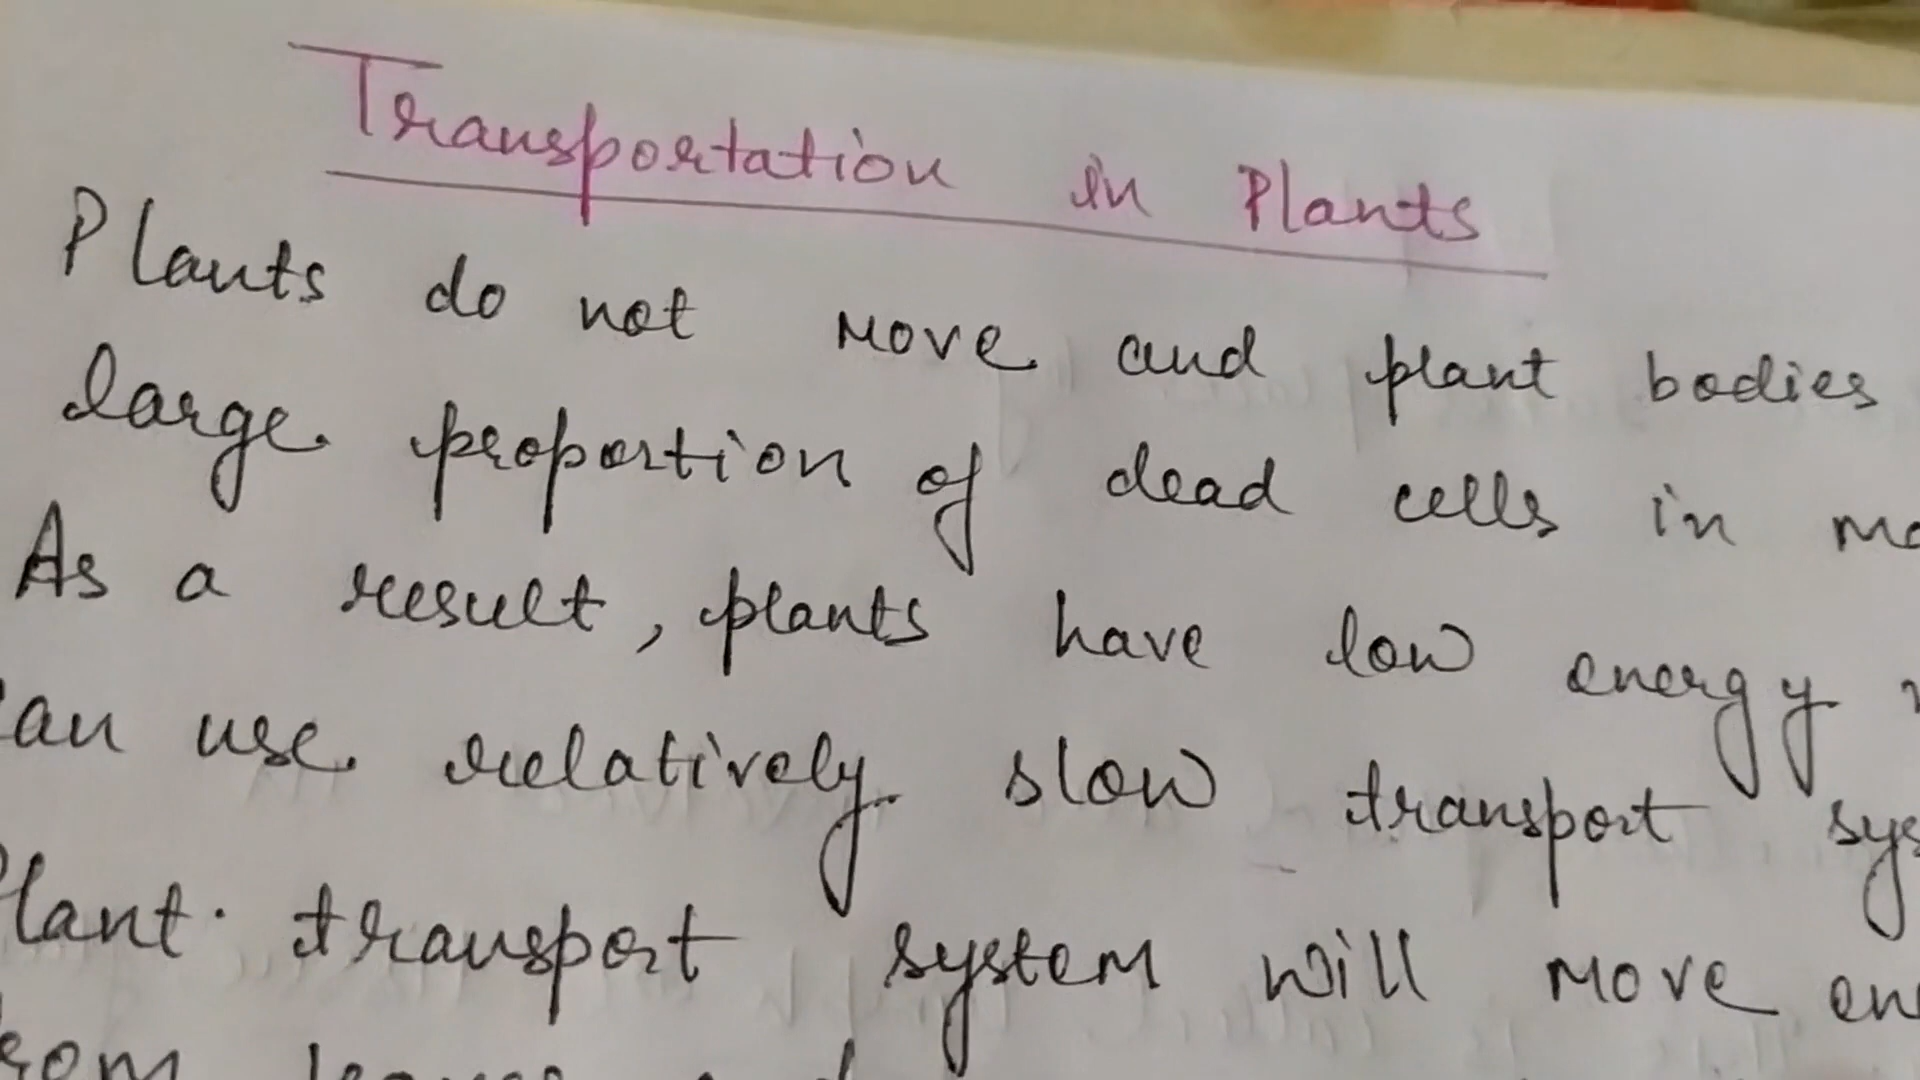 Transportation in Plants
Plants do not move and plant bodies
large proportion of dead cells in
As a result, plants have low energy
use relatively slow transport
transport system will move